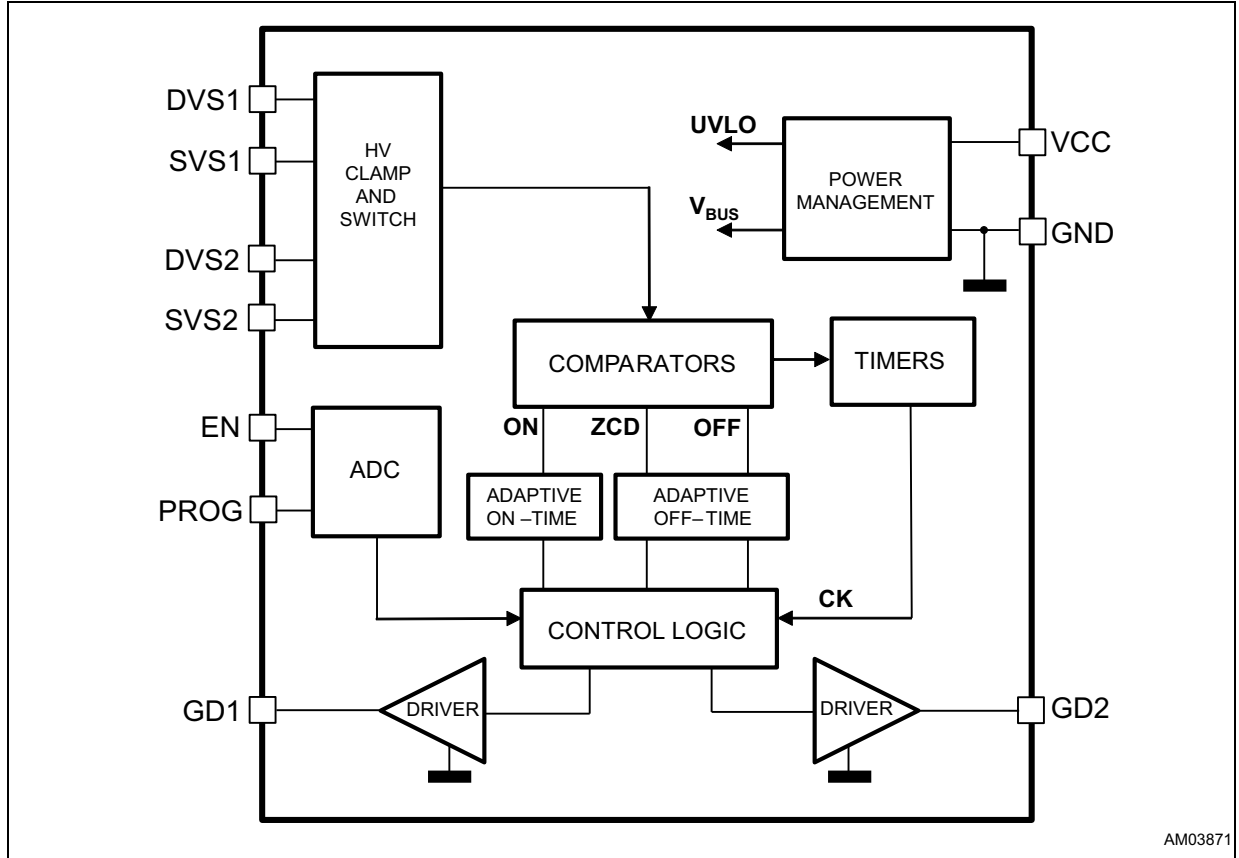 DVS1
SVS1
DVS2
SVS2
HV
CLAMP
AND
SWITCH
UVLO
V_BUS
POWER
MANAGEMENT
VCC
GND
COMPARATORS
TIMERS
EN
PROG
ADC
ON
ZCD
OFF
ADAPTIVE
ON –TIME
ADAPTIVE
OFF– TIME
CONTROL LOGIC
CK
GD1
DRIVER
DRIVER
GD2
AM03871